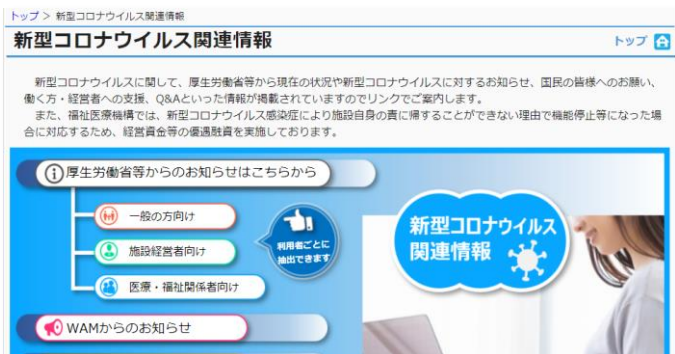 トップ > 新型コロナウイルス関連情報
新型コロナウイルス関連情報
トップ
新型コロナウイルスに関して、厚生労働省等から現在の状況や新型コロナウイルスに対するお知らせ、国民の皆様へのお願い、
働く方・経営者への支援、Q&Aといった情報が掲載されていますのでリンクでご案内します。
また、福祉医療機構では、新型コロナウイルス感染症により施設自身の責に帰することができない理由で機能停止等になった場
合に対応するため、経営資金等の優遇融資を実施しております。
厚生労働省等からのお知らせはこちらから
一般の方向け
施設経営者向け
医療・福祉関係者向け
利用者ごとに
抽出できます
新型コロナウイルス
関連情報
WAMからのお知らせ